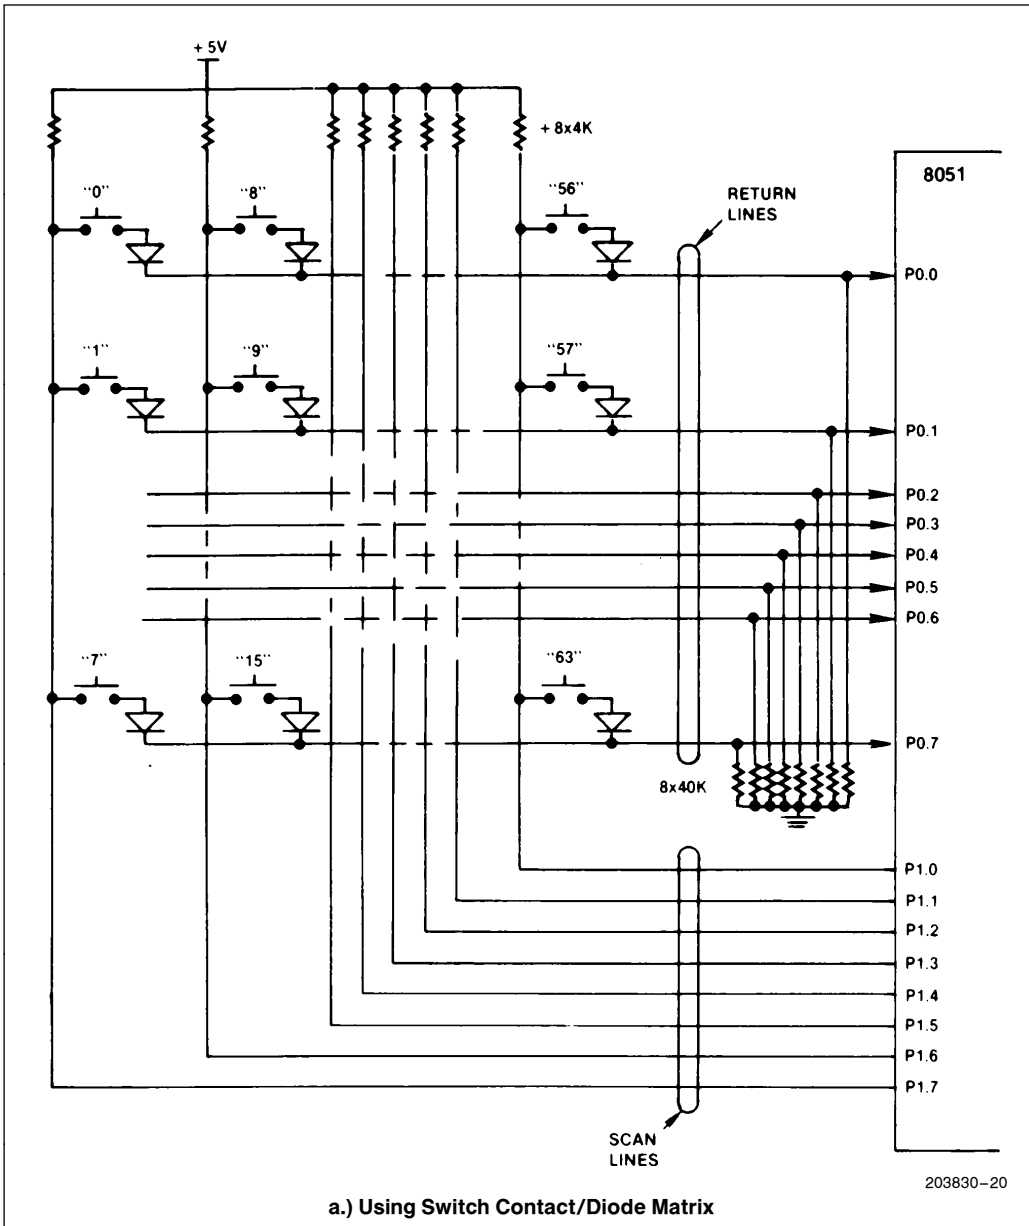 + 5V
+ 8x4K
8051
"0"
"8"
"56"
RETURN
LINES
P0.0
"1"
"9"
"57"
P0.1
P0.2
P0.3
P0.4
P0.5
P0.6
"7"
"15"
"63"
P0.7
8x40K
P1.0
P1.1
P1.2
P1.3
P1.4
P1.5
P1.6
P1.7
SCAN
LINES
203830–20
a.) Using Switch Contact/Diode Matrix